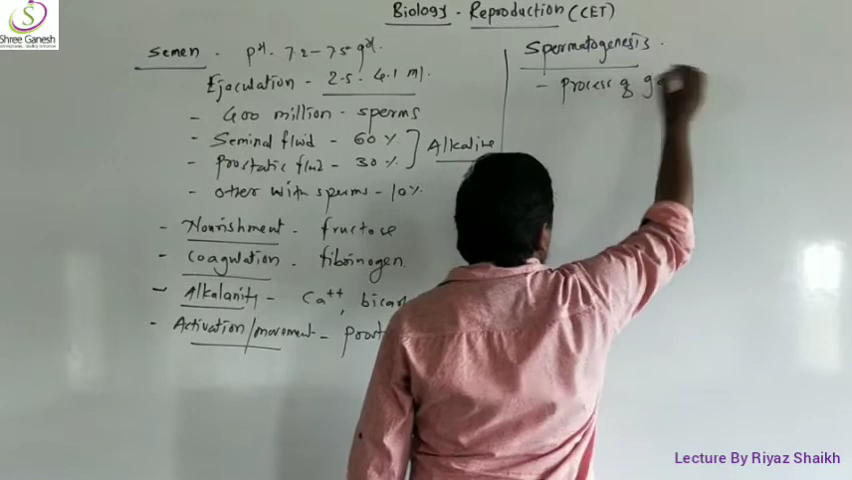 Shree Ganesh
Biology - Reproduction (CET)
Semen - pH. 7.2 - 7.5
Ejaculation - 2.5 - 4.1 ml.
- 400 million - sperms
- Seminal fluid - 60 %
- Prostatic fluid - 30 %
Alkaline
- other with sperms - 10%
- Nourishment - fructose
- Coagulation - fibrinogen.
- Alkalanity - Ca++, bicar
- Activation/movement - prost
Spermatogenesis.
- Process of
Lecture By Riyaz Shaikh